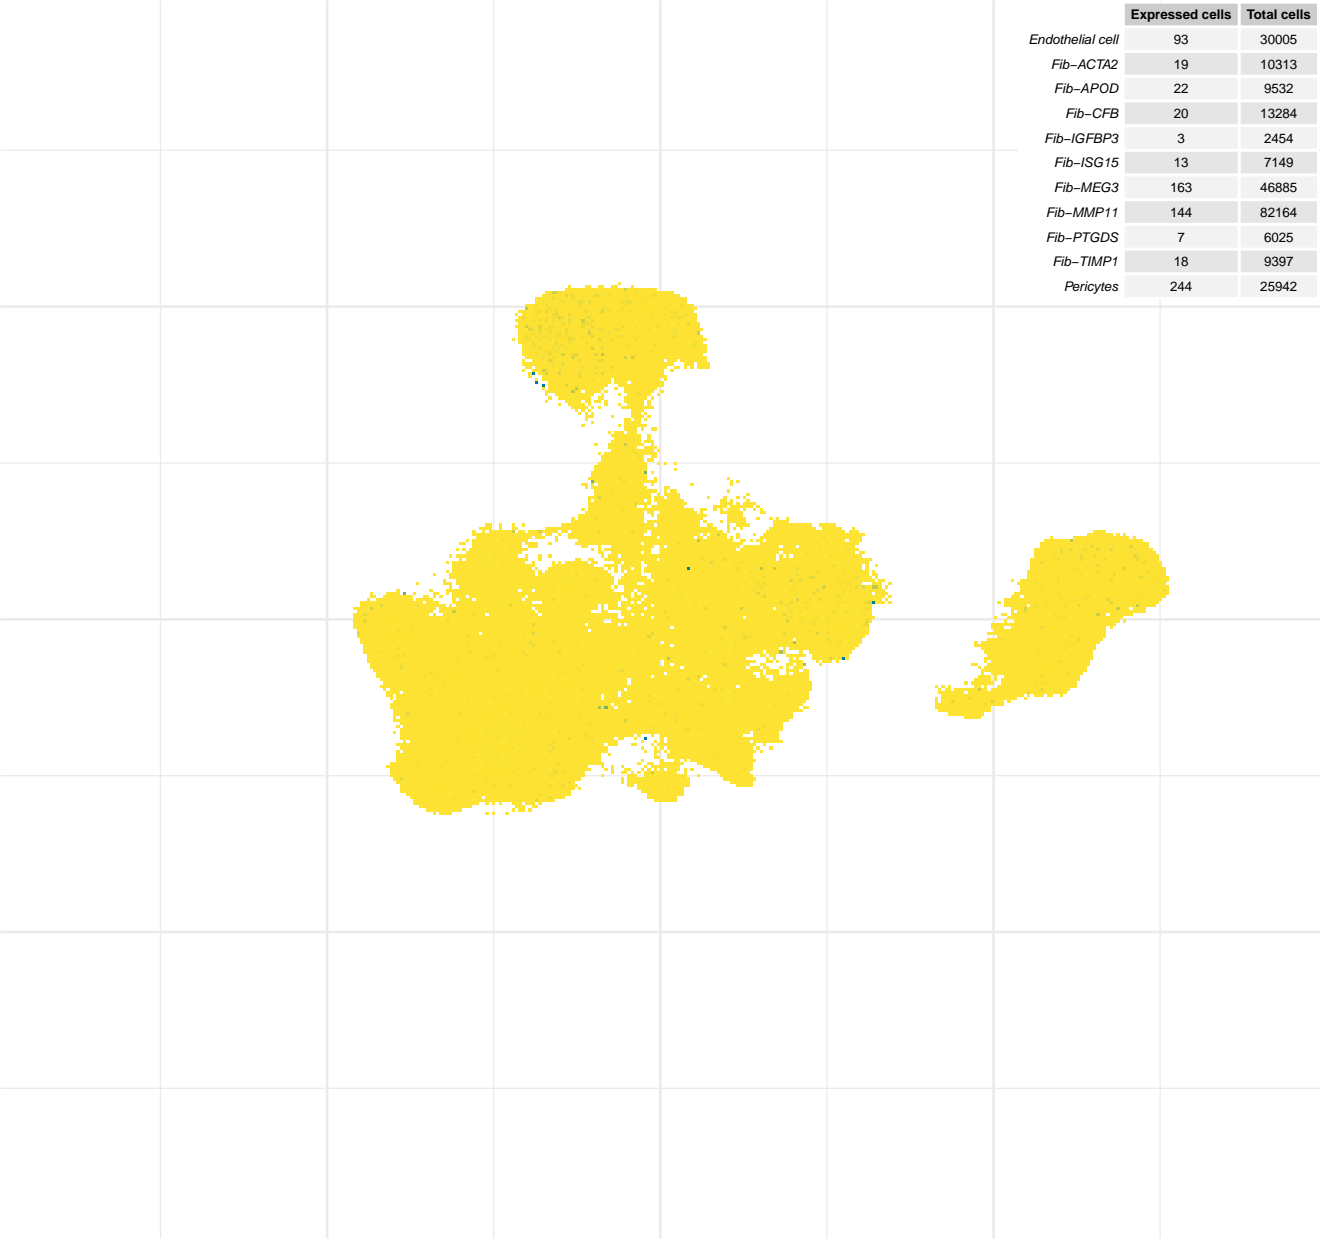 Expressed cells Total cells
Endothelial cell 93 30005
Fib−ACTA2 19 10313
Fib−APOD 22 9532
Fib−CFB 20 13284
Fib−IGFBP3 3 2454
Fib−ISG15 13 7149
Fib−MEG3 163 46885
Fib−MMP11 144 82164
Fib−PTGDS 7 6025
Fib−TIMP1 18 9397
Pericytes 244 25942